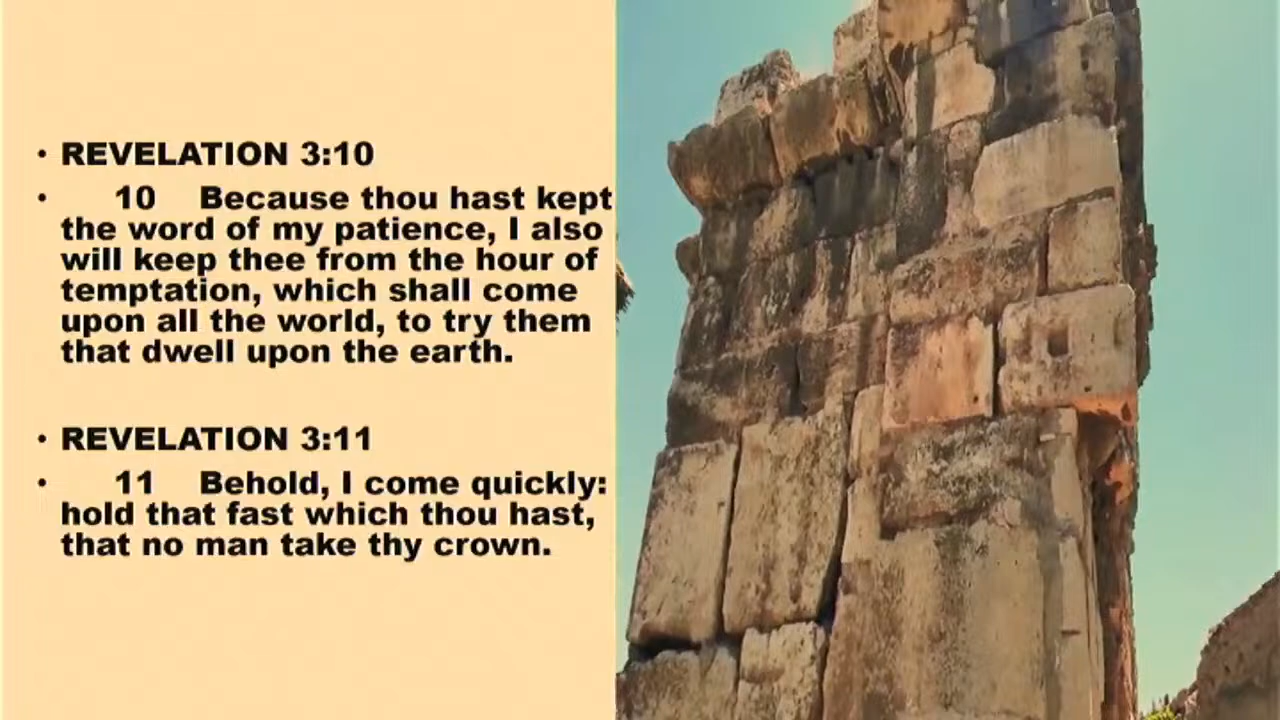 • REVELATION 3:10
• 10 Because thou hast kept
the word of my patience, I also
will keep thee from the hour of
temptation, which shall come
upon all the world, to try them
that dwell upon the earth.
• REVELATION 3:11
• 11 Behold, I come quickly:
hold that fast which thou hast,
that no man take thy crown.